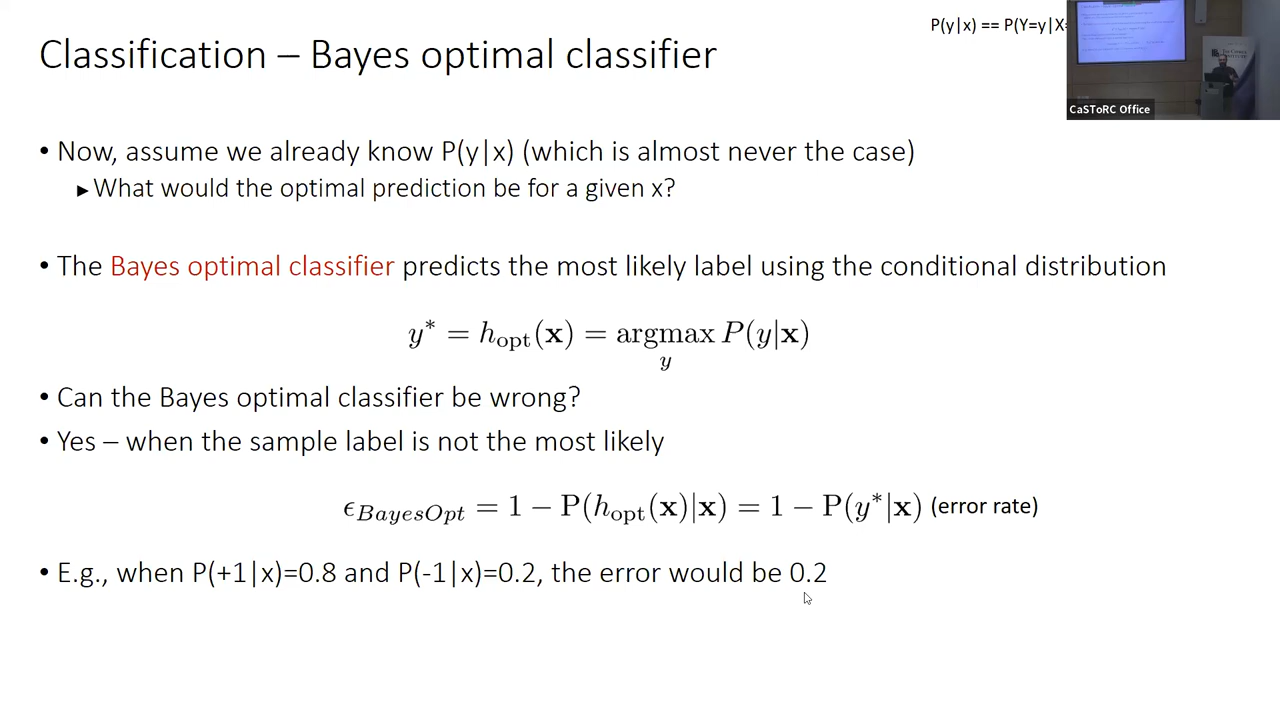 P(y|x) == P(Y=y|X=
Classification – Bayes optimal classifier
CaSToRC Office
• Now, assume we already know P(y|x) (which is almost never the case)
▸ What would the optimal prediction be for a given x?
• The Bayes optimal classifier predicts the most likely label using the conditional distribution
y* = h_opt(x) = argmax_y P(y|x)
• Can the Bayes optimal classifier be wrong?
• Yes – when the sample label is not the most likely
ϵ_BayesOpt = 1 − P(h_opt(x)|x) = 1 − P(y*|x) (error rate)
• E.g., when P(+1|x)=0.8 and P(-1|x)=0.2, the error would be 0.2